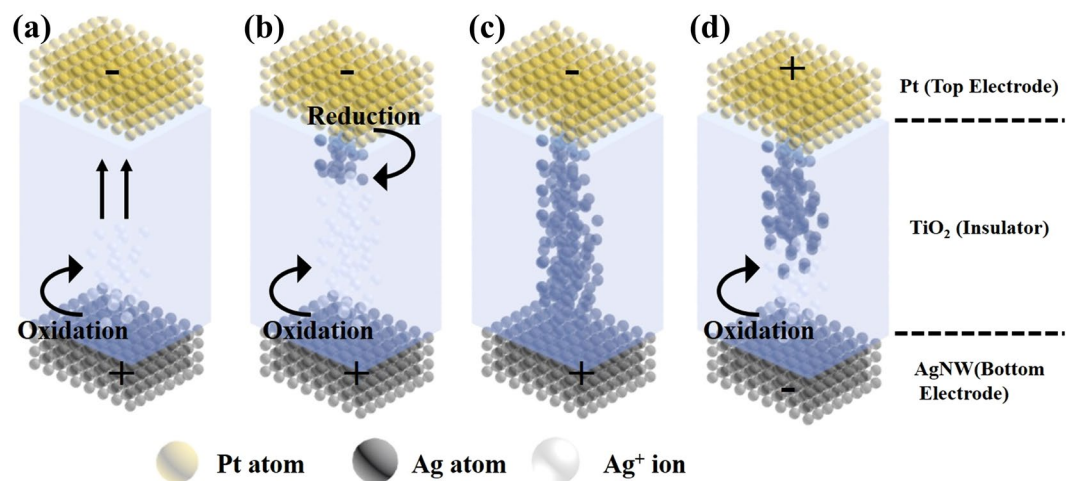 (a)
(b)
(c)
(d)
-
-
-
+
Pt (Top Electrode)
Reduction
TiO₂ (Insulator)
Oxidation
Oxidation
Oxidation
+
+
+
-
AgNW(Bottom
Electrode)
Pt atom
Ag atom
Ag⁺ ion